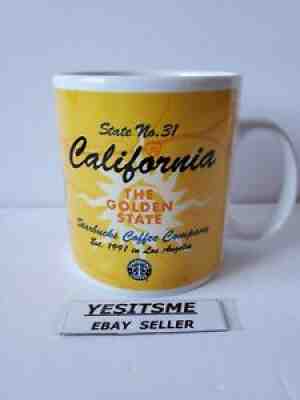 State No.31
California
THE
GOLDEN
STATE
Starbucks Coffee Company
Est. 1991 in Los Angeles
YESITSME
EBAY SELLER